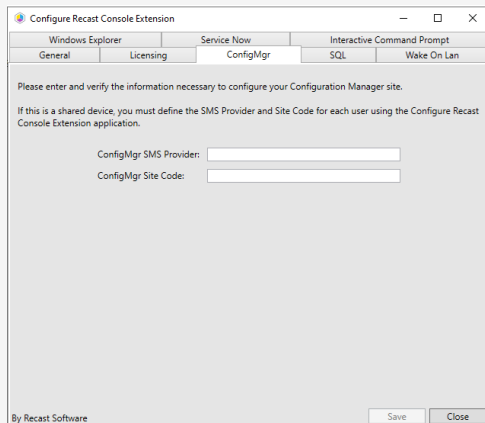 Configure Recast Console Extension
Windows Explorer
Service Now
Interactive Command Prompt
General
Licensing
ConfigMgr
SQL
Wake On Lan
Please enter and verify the information necessary to configure your Configuration Manager site.
If this is a shared device, you must define the SMS Provider and Site Code for each user using the Configure Recast
Console Extension application.
ConfigMgr SMS Provider:
ConfigMgr Site Code:
By Recast Software
Save
Close